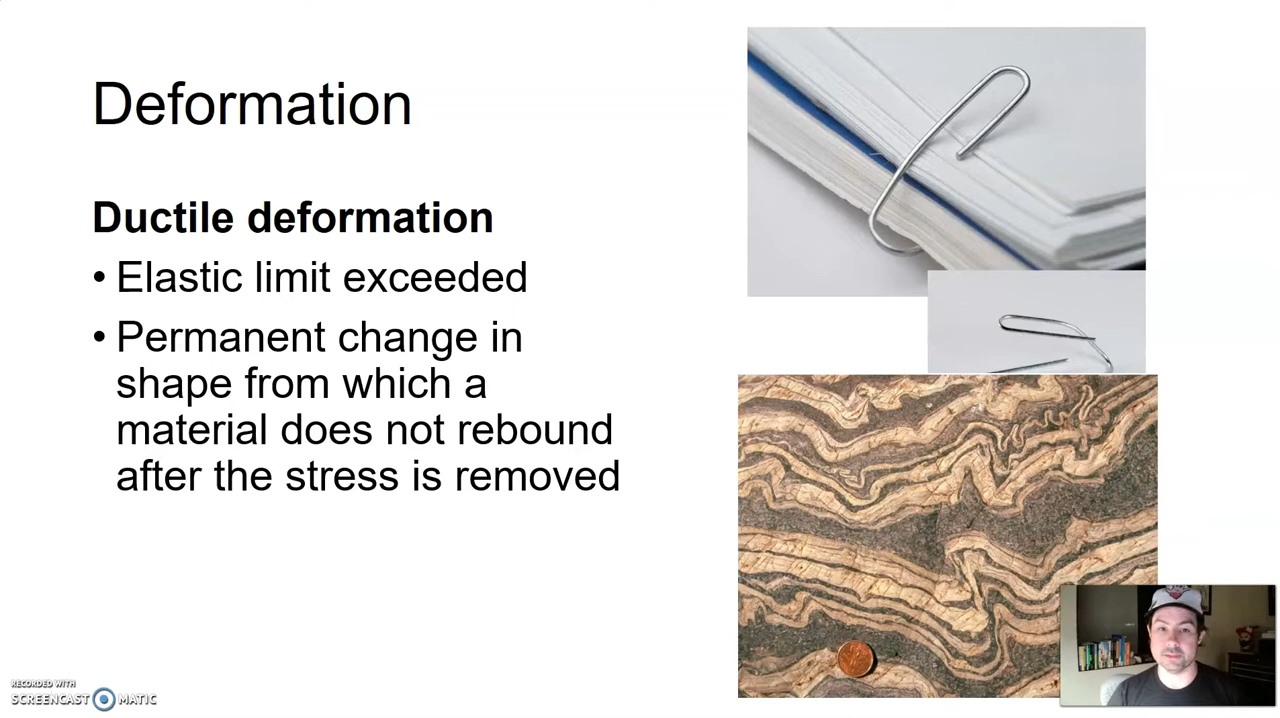 Deformation
Ductile deformation
• Elastic limit exceeded
• Permanent change in
shape from which a
material does not rebound
after the stress is removed
RECORDED WITH
SCREENCAST MATIC